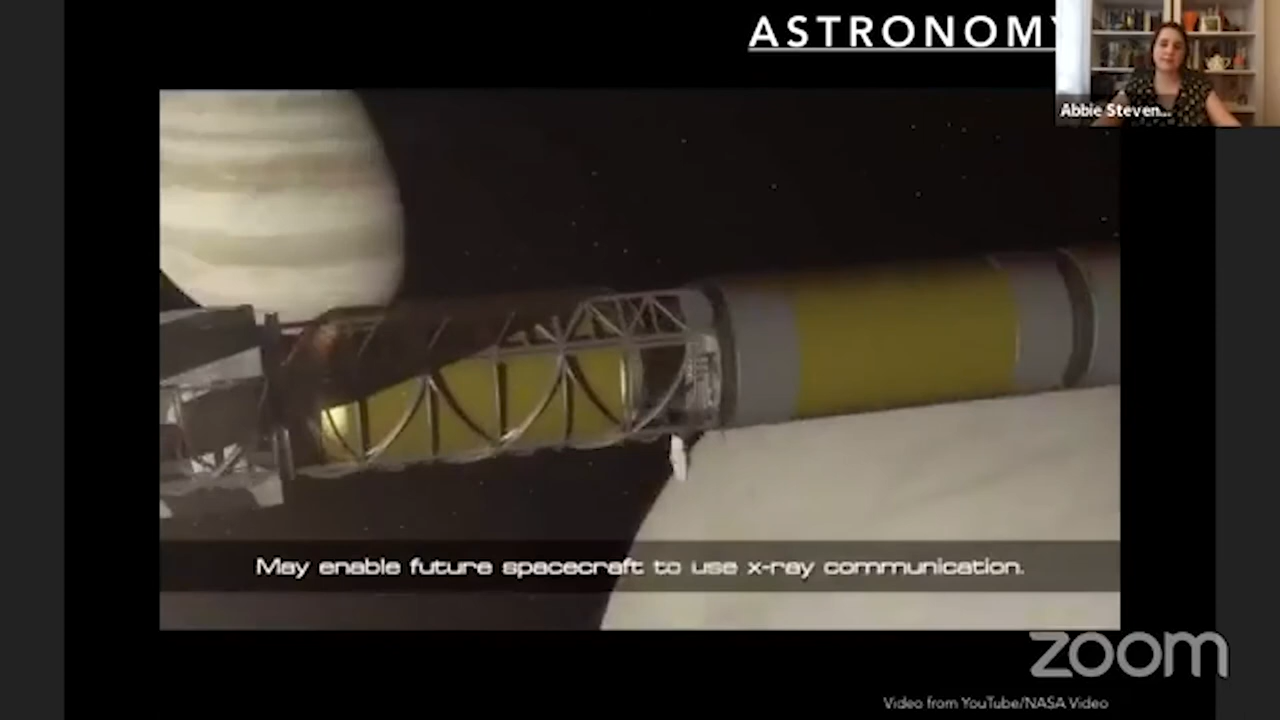 ASTRONOMY
Abbie Steven...
May enable future spacecraft to use x-ray communication.
zoom
Video from YouTube/NASA Video